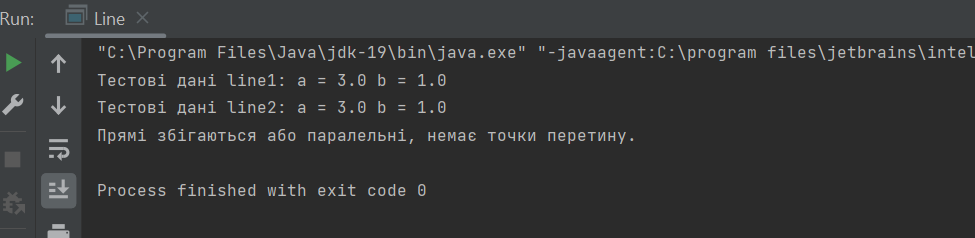 Run: Line
"C:\Program Files\Java\jdk-19\bin\java.exe" "-javaagent:C:\program files\jetbrains\intel
Тестові дані line1: a = 3.0 b = 1.0
Тестові дані line2: a = 3.0 b = 1.0
Прямі збігаються або паралельні, немає точки перетину.
Process finished with exit code 0